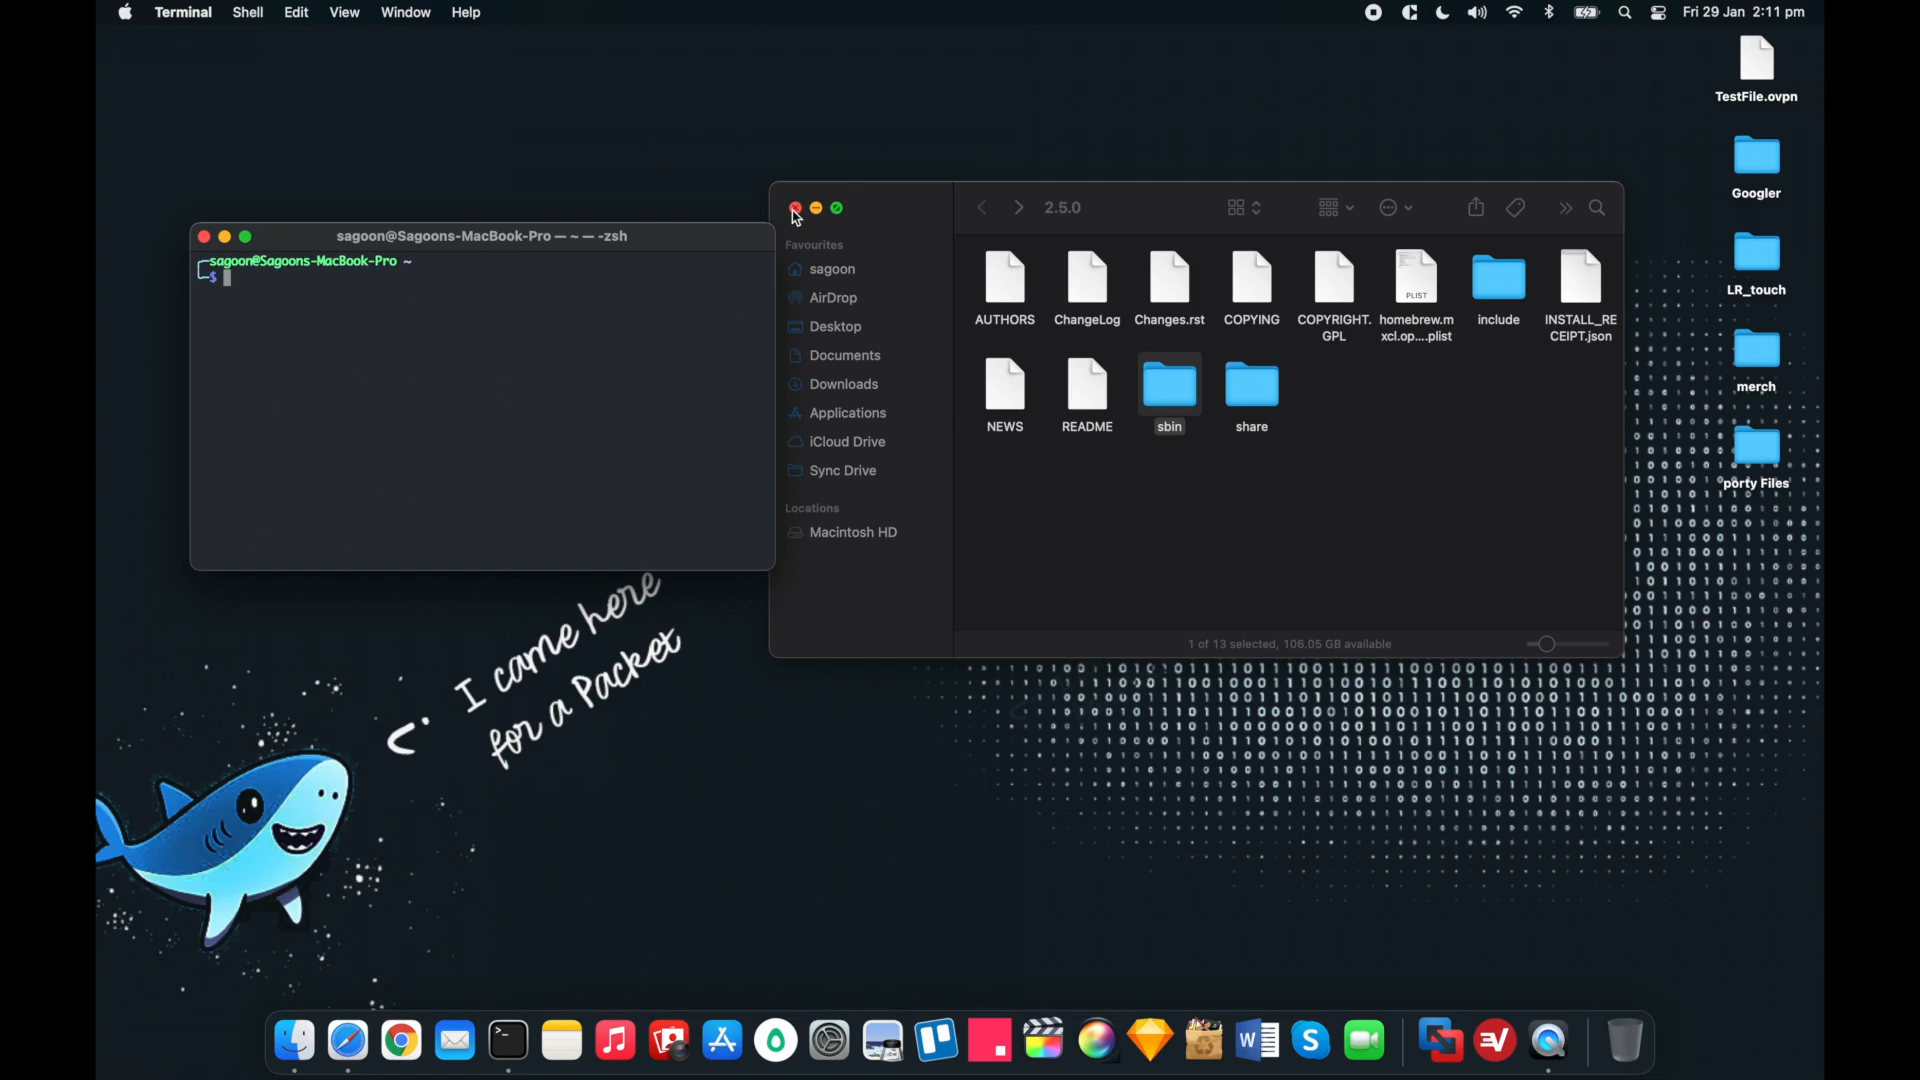 Terminal Shell Edit View Window Help
Fri 29 Jan 2:11 pm
TestFile.ovpn
Googler
LR_touch
merch
porty Files
sagoon@Sagoons-MacBook-Pro — ~ — -zsh
sagoon@Sagoons-MacBook-Pro ~
$
2.5.0
Favourites
sagoon
AirDrop
Desktop
Documents
Downloads
Applications
iCloud Drive
Sync Drive
Locations
Macintosh HD
AUTHORS
ChangeLog
Changes.rst
COPYING
COPYRIGHT.
GPL
PLIST
homebrew.m
xcl.op....plist
include
INSTALL_RE
CEIPT.json
NEWS
README
sbin
share
1 of 13 selected, 106.05 GB available
I came here
for a Packet